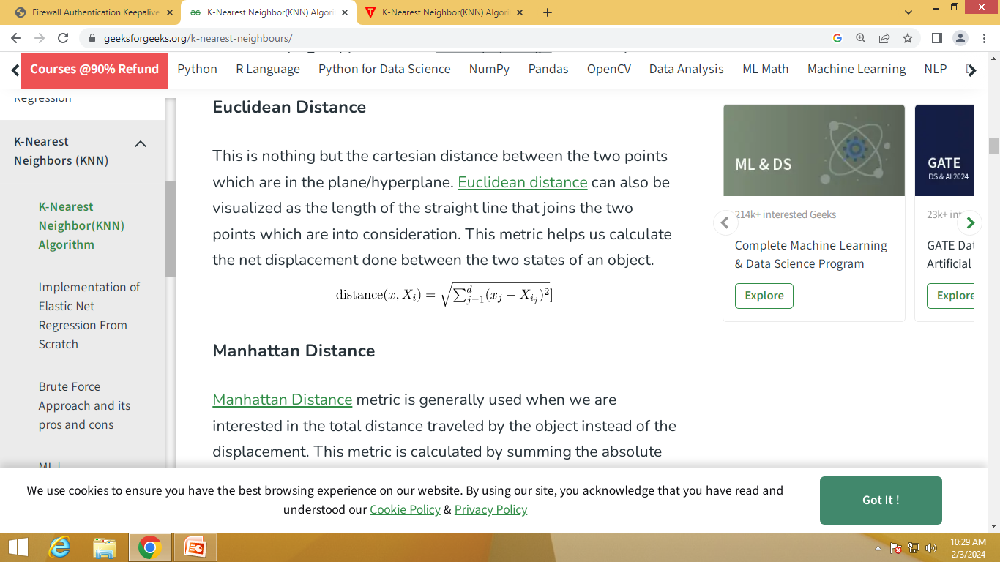 Firewall Authentication Keepalive
K-Nearest Neighbor(KNN) Algori
K-Nearest Neighbor(KNN) Algori
geeksforgeeks.org/k-nearest-neighbours/
Courses @90% Refund
Python
R Language
Python for Data Science
NumPy
Pandas
OpenCV
Data Analysis
ML Math
Machine Learning
NLP
Regression
K-Nearest
Neighbors (KNN)
K-Nearest
Neighbor(KNN)
Algorithm
Implementation of
Elastic Net
Regression From
Scratch
Brute Force
Approach and its
pros and cons
ML |
Euclidean Distance
This is nothing but the cartesian distance between the two points
which are in the plane/hyperplane. Euclidean distance can also be
visualized as the length of the straight line that joins the two
points which are into consideration. This metric helps us calculate
the net displacement done between the two states of an object.
distance(x, X_i) = √∑_{j=1}^{d}(x_j − X_{i_j})²]
Manhattan Distance
Manhattan Distance metric is generally used when we are
interested in the total distance traveled by the object instead of the
displacement. This metric is calculated by summing the absolute
ML & DS
214k+ interested Geeks
Complete Machine Learning
& Data Science Program
Explore
GATE
DS & AI 2024
23k+ int
GATE Dat
Artificial
Explore
We use cookies to ensure you have the best browsing experience on our website. By using our site, you acknowledge that you have read and
understood our Cookie Policy & Privacy Policy
Got It !
10:29 AM
2/3/2024